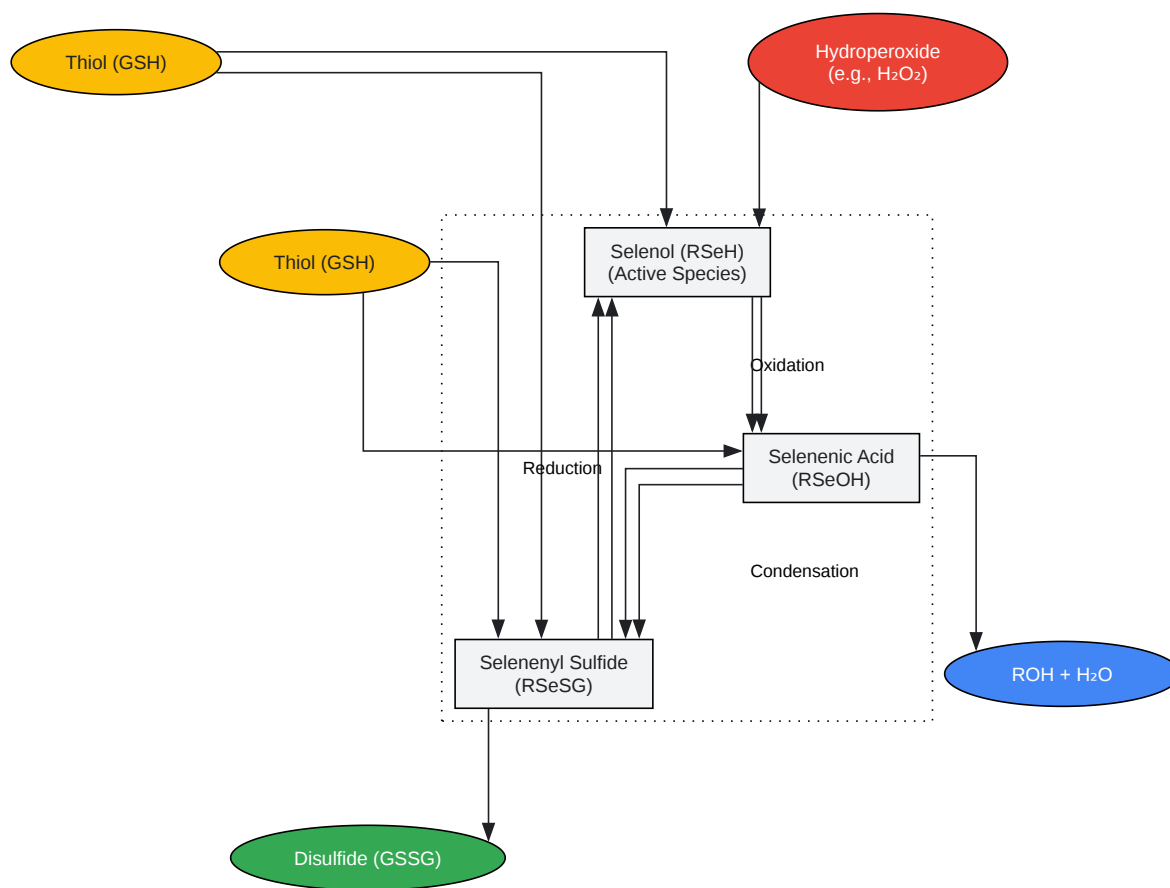 Thiol (GSH)
Hydroperoxide
(e.g., H₂O₂)
Thiol (GSH)
Selenol (RSeH)
(Active Species)
Oxidation
Reduction
Selenenic Acid
(RSeOH)
Condensation
Selenenyl Sulfide
(RSeSG)
ROH + H₂O
Disulfide (GSSG)